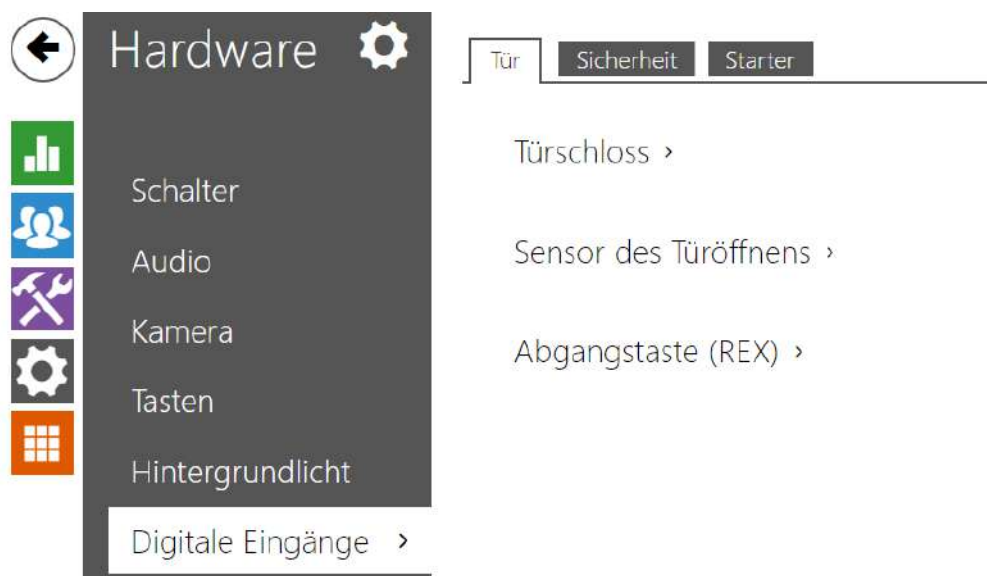 Hardware
Schalter
Audio
Kamera
Tasten
Hintergrundlicht
Digitale Eingänge ›
Tür
Sicherheit
Starter
Türschloss ›
Sensor des Türöffnens ›
Abgangstaste (REX) ›